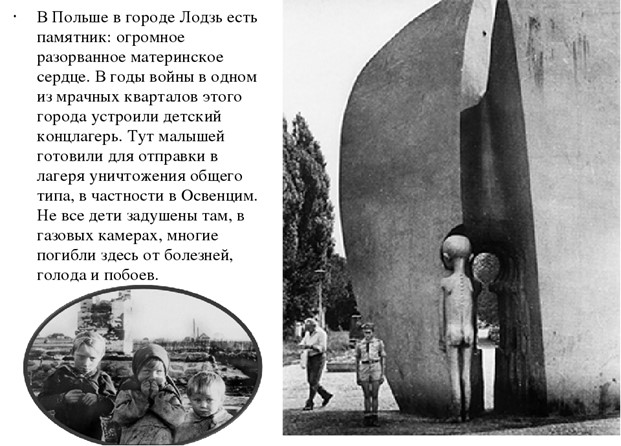 • В Польше в городе Лодзь есть
памятник: огромное
разорванное материнское
сердце. В годы войны в одном
из мрачных кварталов этого
города устроили детский
концлагерь. Тут малышей
готовили для отправки в
лагеря уничтожения общего
типа, в частности в Освенцим.
Не все дети задушены там, в
газовых камерах, многие
погибли здесь от болезней,
голода и побоев.